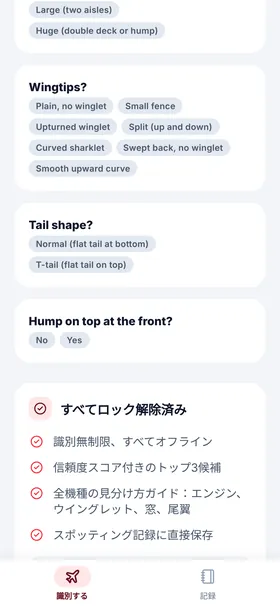 Large (two aisles)
Huge (double deck or hump)
Wingtips?
Plain, no winglet Small fence
Upturned winglet Split (up and down)
Curved sharklet Swept back, no winglet
Smooth upward curve
Tail shape?
Normal (flat tail at bottom)
T-tail (flat tail on top)
Hump on top at the front?
No Yes
すべてロック解除済み
識別無制限、すべてオフライン
信頼度スコア付きのトップ3候補
全機種の見分け方ガイド：エンジン、
ウイングレット、窓、尾翼
スポッティング記録に直接保存
識別する 記録